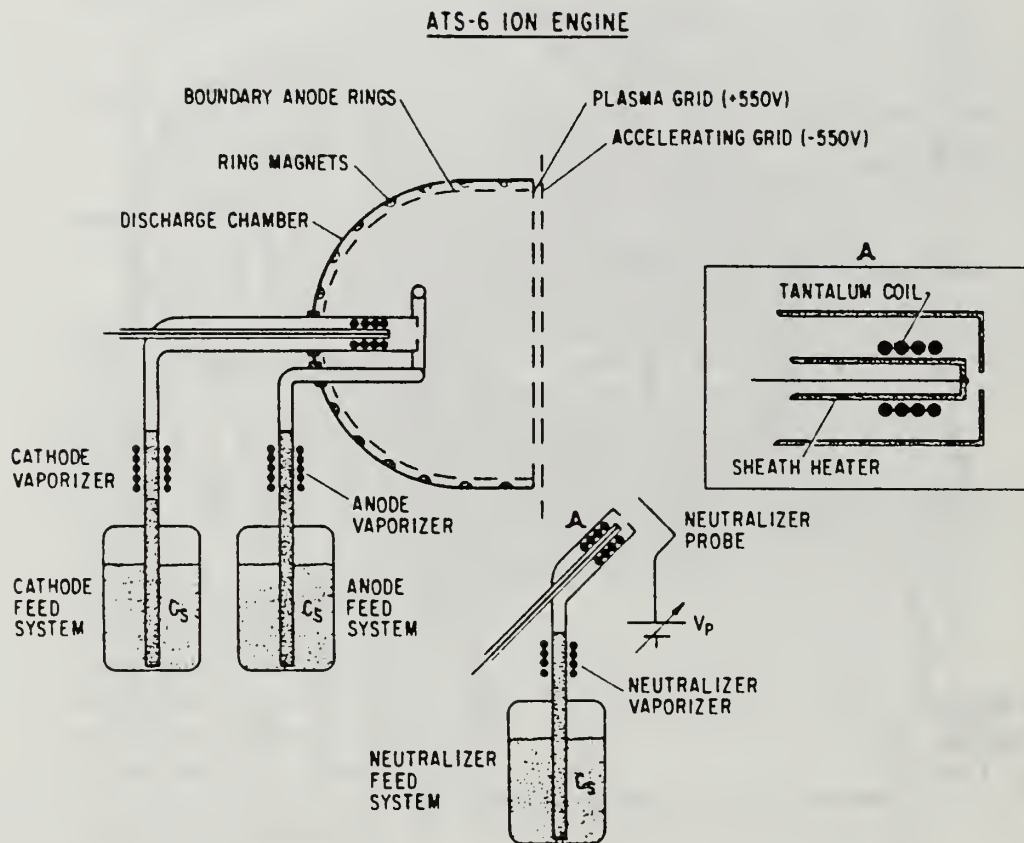 ATS-6 ION ENGINE
BOUNDARY ANODE RINGS
PLASMA GRID (+550V)
ACCELERATING GRID (-550V)
RING MAGNETS
DISCHARGE CHAMBER
A
TANTALUM COIL
SHEATH HEATER
CATHODE
VAPORIZER
ANODE
VAPORIZER
CATHODE
FEED
SYSTEM
Cs
Cs
ANODE
FEED
SYSTEM
A
NEUTRALIZER
PROBE
VP
NEUTRALIZER
VAPORIZER
NEUTRALIZER
FEED
SYSTEM
Cs